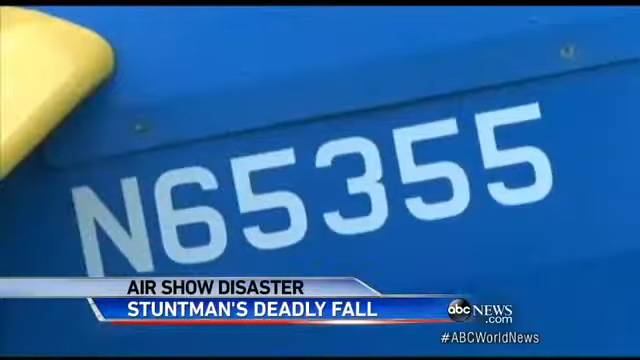 N65355
AIR SHOW DISASTER
STUNTMAN'S DEADLY FALL
abc NEWS
.com
#ABCWorldNews